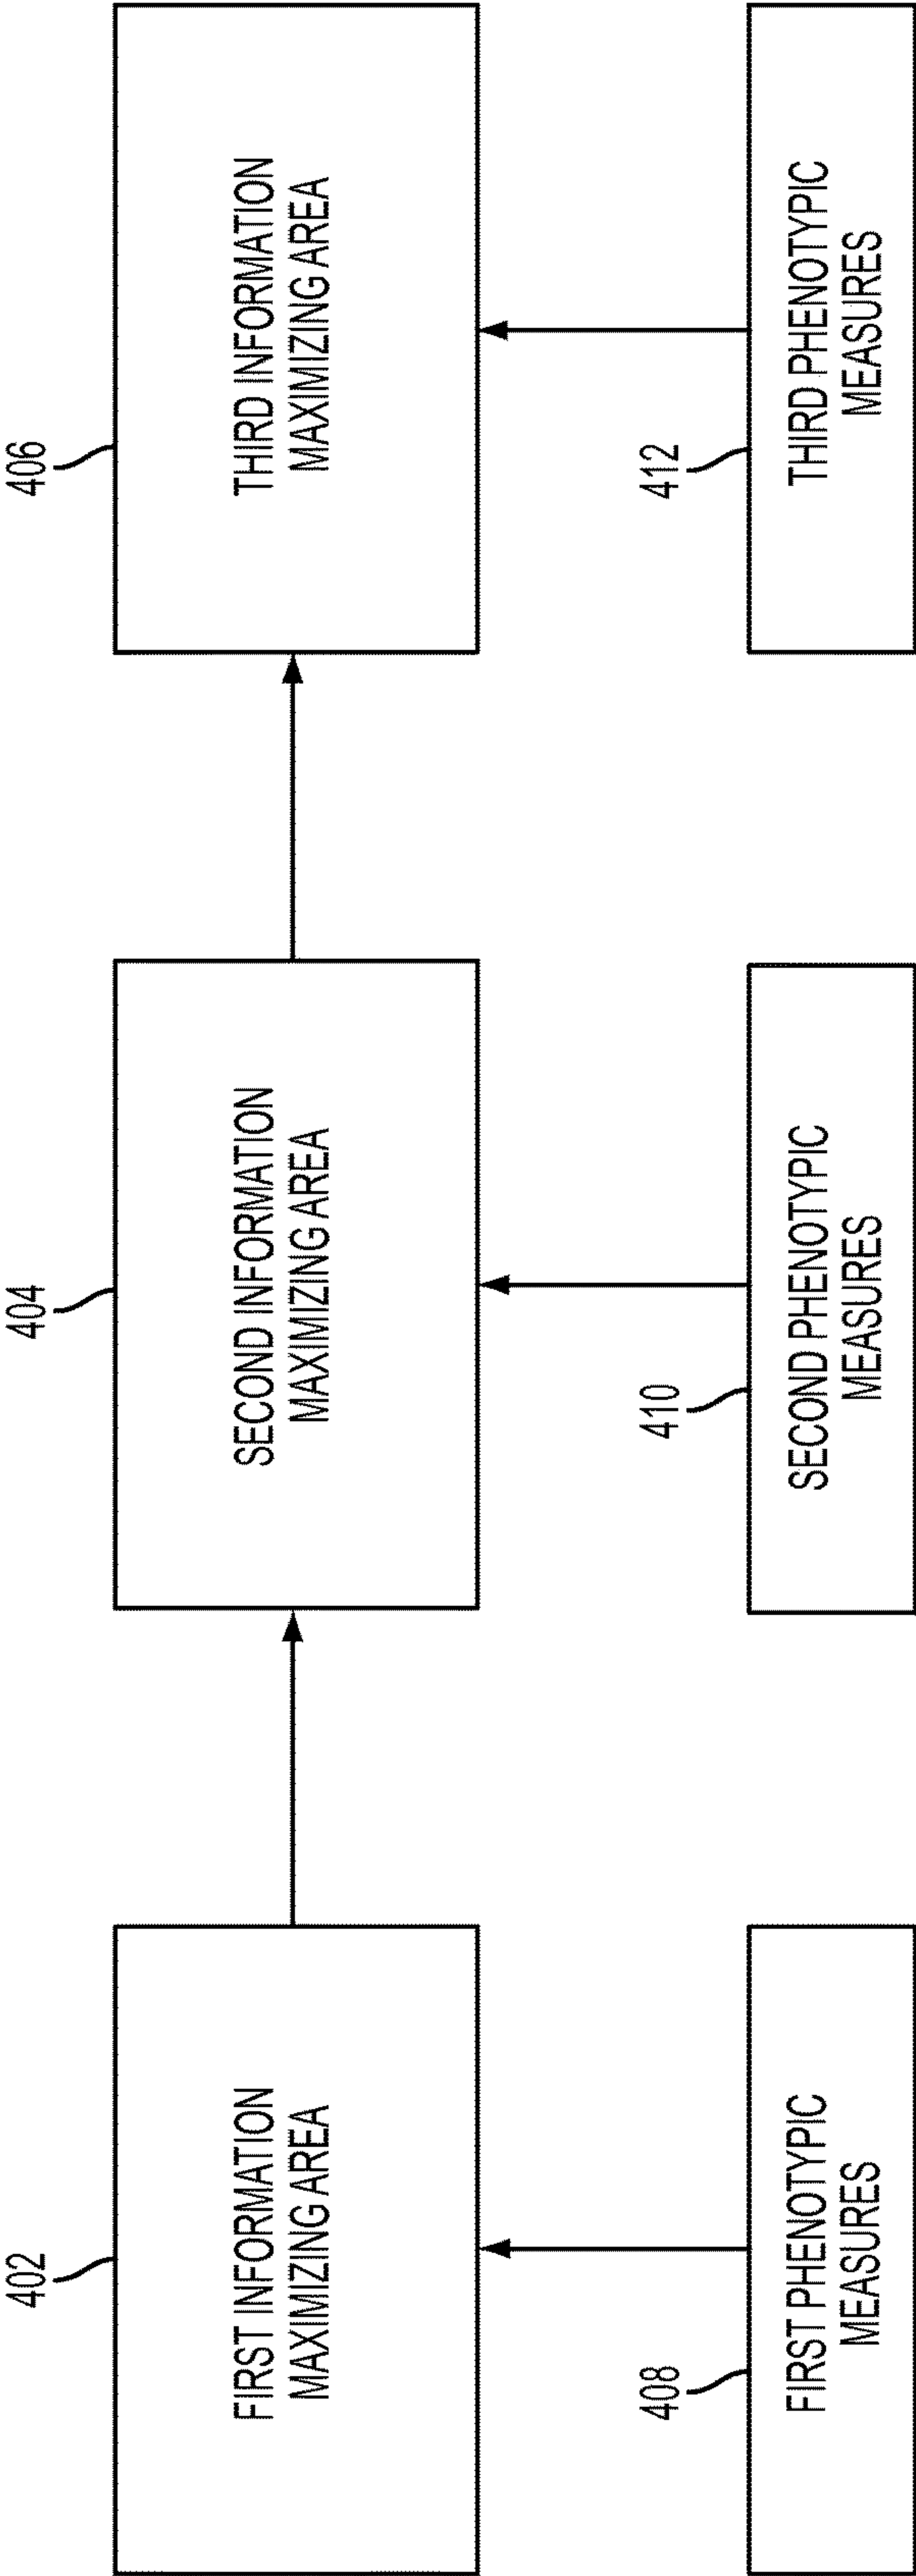 402
FIRST INFORMATION
MAXIMIZING AREA
404
SECOND INFORMATION
MAXIMIZING AREA
406
THIRD INFORMATION
MAXIMIZING AREA
408
FIRST PHENOTYPIC
MEASURES
410
SECOND PHENOTYPIC
MEASURES
412
THIRD PHENOTYPIC
MEASURES